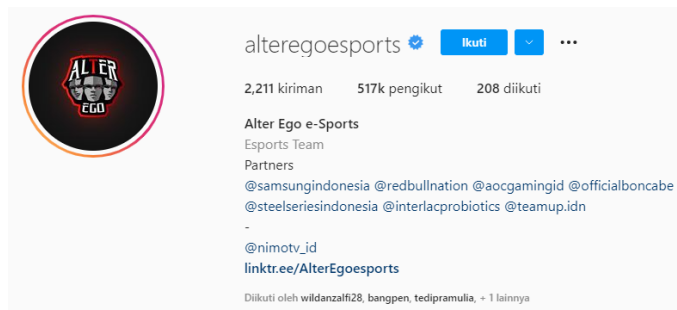 ALTER
EGO
alteregoesports
Ikuti
2,211 kiriman 517k pengikut 208 diikuti
Alter Ego e-Sports
Esports Team
Partners
@samsungindonesia @redbullnation @aocgamingid @officialboncabe
@steelseriesindonesia @interlacprobiotics @teamup.idn
-
@nimotv_id
linktr.ee/AlterEgoesports
Diikuti oleh wildanzalfi28, bangpen, tedipramulia, + 1 lainnya